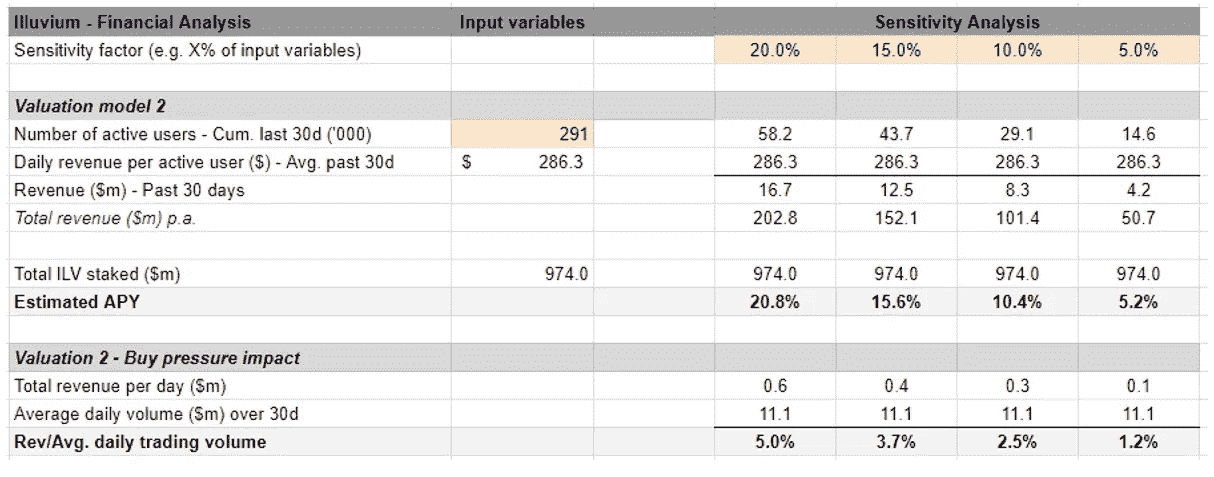 Illuvium - Financial Analysis Input variables Sensitivity Analysis
Sensitivity factor (e.g. X% of input variables) 20.0% 15.0% 10.0% 5.0%
Valuation model 2
Number of active users - Cum. last 30d ('000) 291 58.2 43.7 29.1 14.6
Daily revenue per active user ($) - Avg. past 30d $ 286.3 286.3 286.3 286.3 286.3
Revenue ($m) - Past 30 days 16.7 12.5 8.3 4.2
Total revenue ($m) p.a. 202.8 152.1 101.4 50.7
Total ILV staked ($m) 974.0 974.0 974.0 974.0 974.0
Estimated APY 20.8% 15.6% 10.4% 5.2%
Valuation 2 - Buy pressure impact
Total revenue per day ($m) 0.6 0.4 0.3 0.1
Average daily volume ($m) over 30d 11.1 11.1 11.1 11.1
Rev/Avg. daily trading volume 5.0% 3.7% 2.5% 1.2%